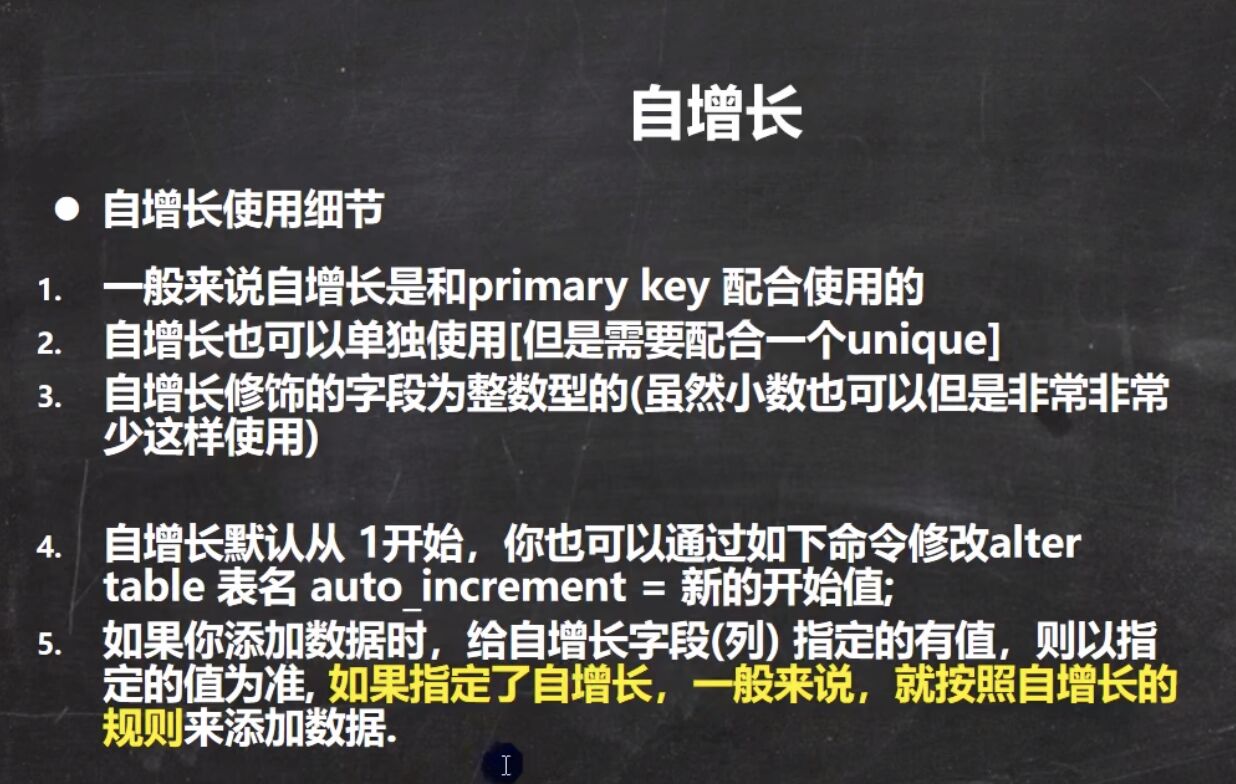 自增长
● 自增长使用细节
1. 一般来说自增长是和primary key 配合使用的
2. 自增长也可以单独使用[但是需要配合一个unique]
3. 自增长修饰的字段为整数型的(虽然小数也可以但是非常非常
少这样使用)
4. 自增长默认从 1开始，你也可以通过如下命令修改alter
table 表名 auto_increment = 新的开始值;
5. 如果你添加数据时，给自增长字段(列) 指定的有值，则以指
定的值为准, 如果指定了自增长，一般来说，就按照自增长的
规则来添加数据.